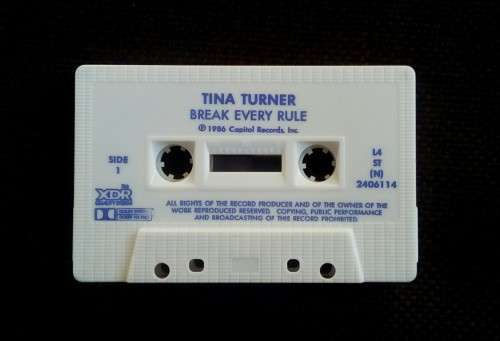 TINA TURNER
BREAK EVERY RULE
℗ 1986 Capitol Records, Inc.
SIDE
1
L4
ST
(N)
2406114
XDR
ALL RIGHTS OF THE RECORD PRODUCER AND OF THE OWNER OF THE
WORK REPRODUCED RESERVED COPYING, PUBLIC PERFORMANCE
AND BROADCASTING OF THIS RECORD PROHIBITED